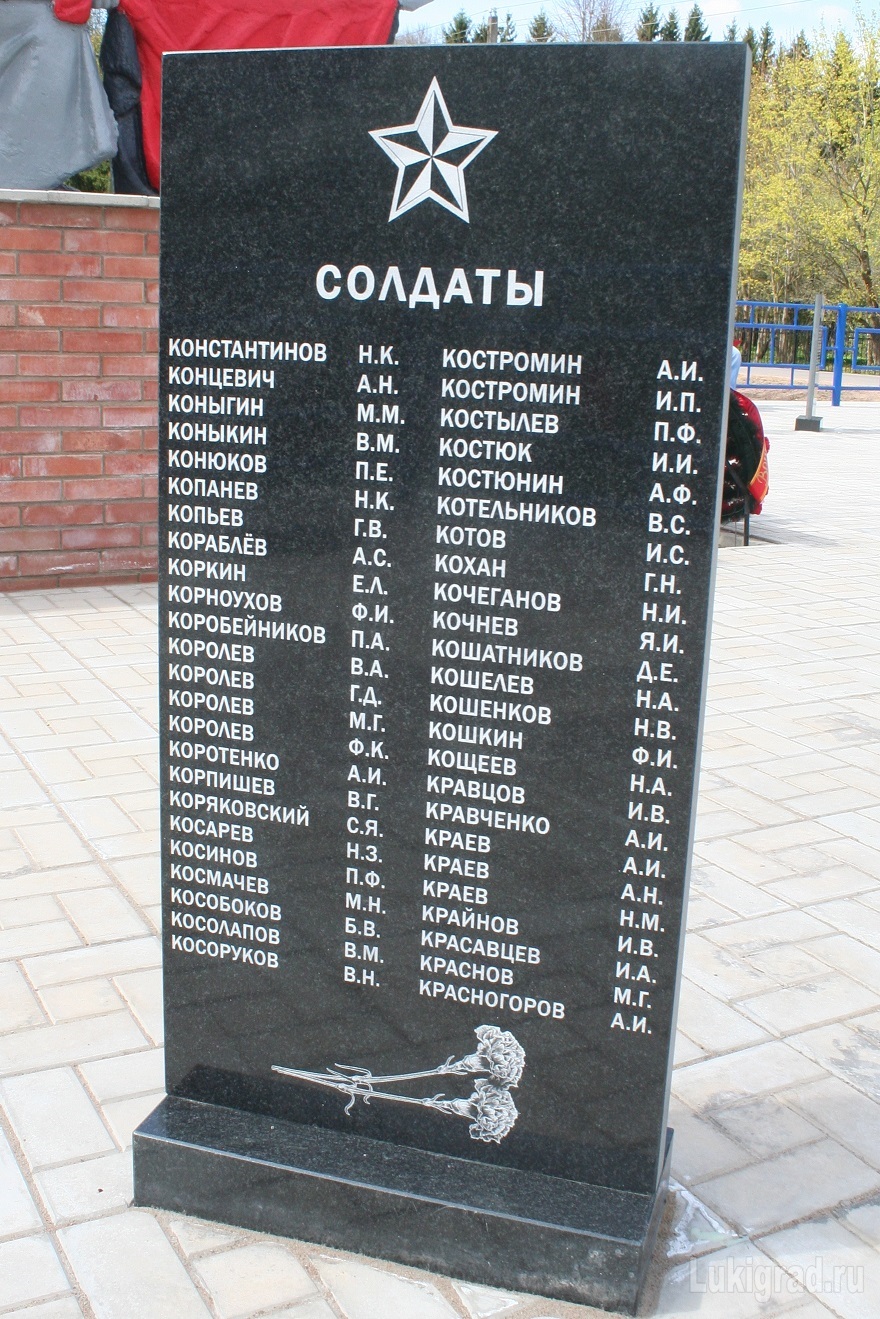 СОЛДАТЫ
КОНСТАНТИНОВ Н.К.
КОНЦЕВИЧ А.Н.
КОНЫГИН М.М.
КОНЫКИН В.М.
КОНЮКОВ П.Е.
КОПАНЕВ Н.К.
КОПЬЕВ Г.В.
КОРАБЛЁВ А.С.
КОРКИН Е.Л.
КОРНОУХОВ Ф.И.
КОРОБЕЙНИКОВ П.А.
КОРОЛЕВ В.А.
КОРОЛЕВ Г.Д.
КОРОЛЕВ М.Г.
КОРОЛЕВ Ф.К.
КОРОТЕНКО А.И.
КОРПИШЕВ В.Г.
КОРЯКОВСКИЙ С.Я.
КОСАРЕВ Н.З.
КОСИНОВ П.Ф.
КОСМАЧЕВ М.Н.
КОСОБОКОВ Б.В.
КОСОЛАПОВ В.М.
КОСОРУКОВ В.Н.
КОСТРОМИН А.И.
КОСТРОМИН И.П.
КОСТЫЛЕВ П.Ф.
КОСТЮК И.И.
КОСТЮНИН А.Ф.
КОТЕЛЬНИКОВ В.С.
КОТОВ И.С.
КОХАН Г.Н.
КОЧЕГАНОВ Н.И.
КОЧНЕВ Я.И.
КОШАТНИКОВ Д.Е.
КОШЕЛЕВ Н.А.
КОШЕНКОВ Н.В.
КОШКИН Ф.И.
КОЩЕЕВ Н.А.
КРАВЦОВ И.В.
КРАВЧЕНКО А.И.
КРАЕВ А.И.
КРАЕВ А.Н.
КРАЕВ Н.М.
КРАЙНОВ И.В.
КРАСАВЦЕВ И.А.
КРАСНОВ М.Г.
КРАСНОГОРОВ А.И.
Lukigrad.ru